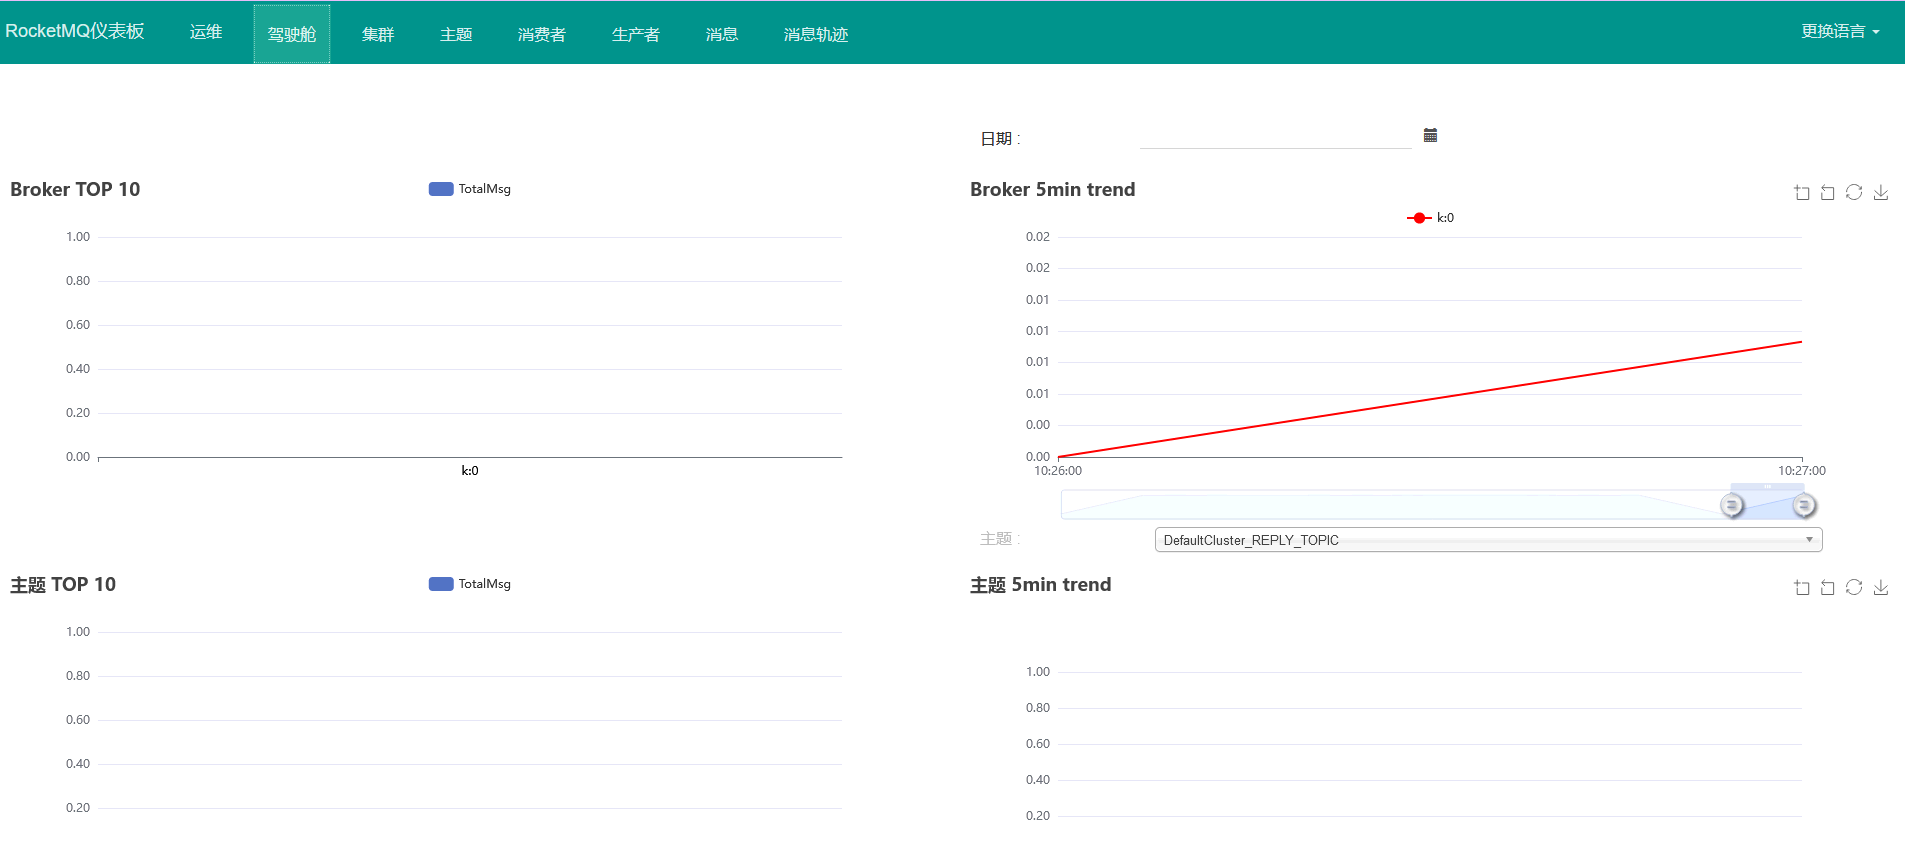 RocketMQ仪表板 运维 驾驶舱 集群 主题 消费者 生产者 消息 消息轨迹 更换语言
日期 :
Broker TOP 10
TotalMsg
1.00
0.80
0.60
0.40
0.20
0.00
k:0
Broker 5min trend
k:0
0.02
0.02
0.01
0.01
0.01
0.01
0.00
0.00
10:26:00 10:27:00
主题 : DefaultCluster_REPLY_TOPIC
主题 TOP 10
TotalMsg
1.00
0.80
0.60
0.40
0.20
主题 5min trend
1.00
0.80
0.60
0.40
0.20